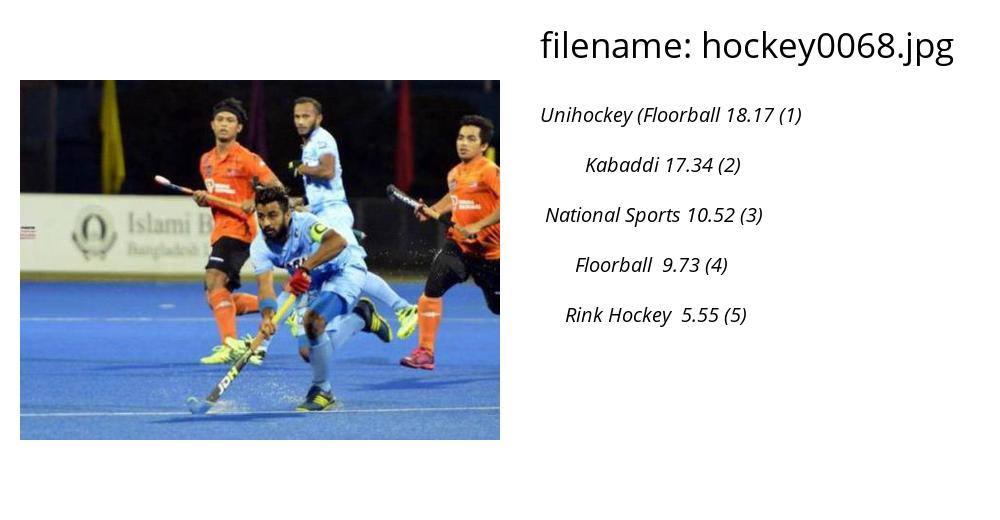 filename: hockey0068.jpg
Unihockey (Floorball 18.17 (1)
Kabaddi 17.34 (2)
National Sports 10.52 (3)
Floorball  9.73 (4)
Rink Hockey  5.55 (5)
Islami B
Bangladesh
JDH